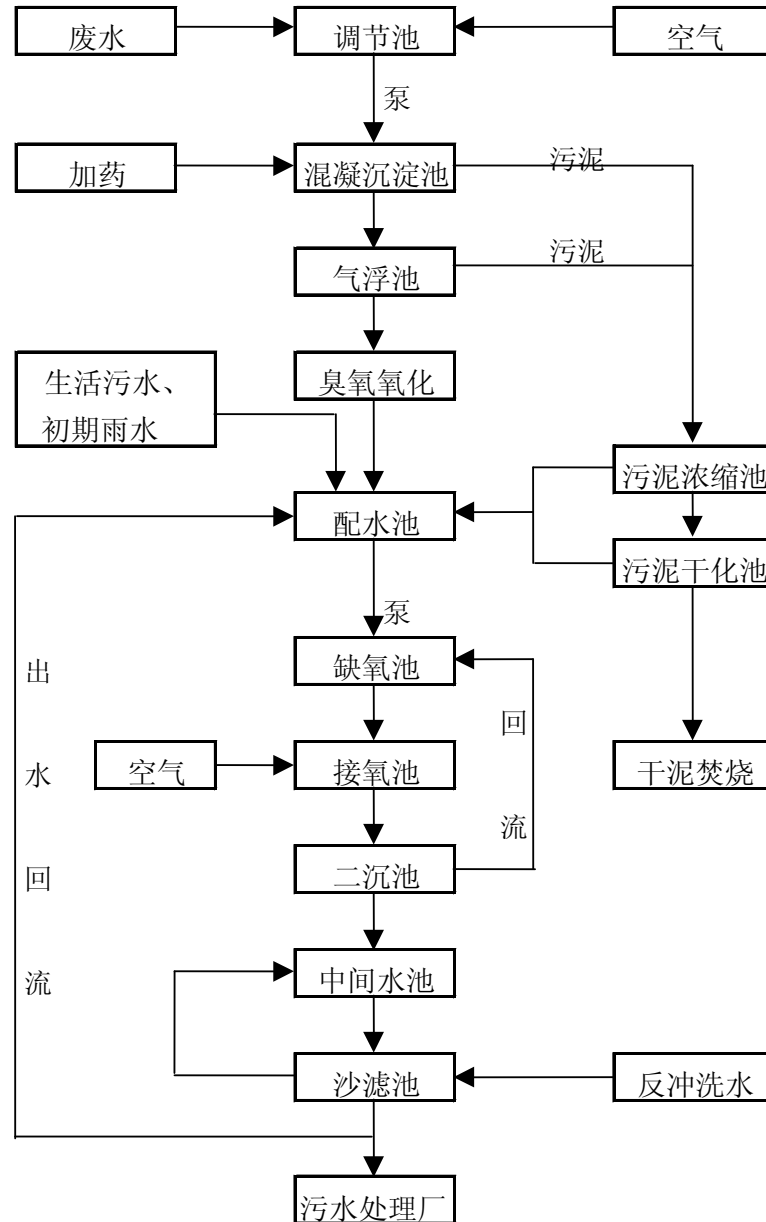 废水
调节池
空气
泵
加药
混凝沉淀池
污泥
气浮池
污泥
臭氧氧化
生活污水、
初期雨水
污泥浓缩池
配水池
污泥干化池
泵
缺氧池
出
水
回
流
回
流
空气
接氧池
干泥焚烧
二沉池
中间水池
沙滤池
反冲洗水
污水处理厂